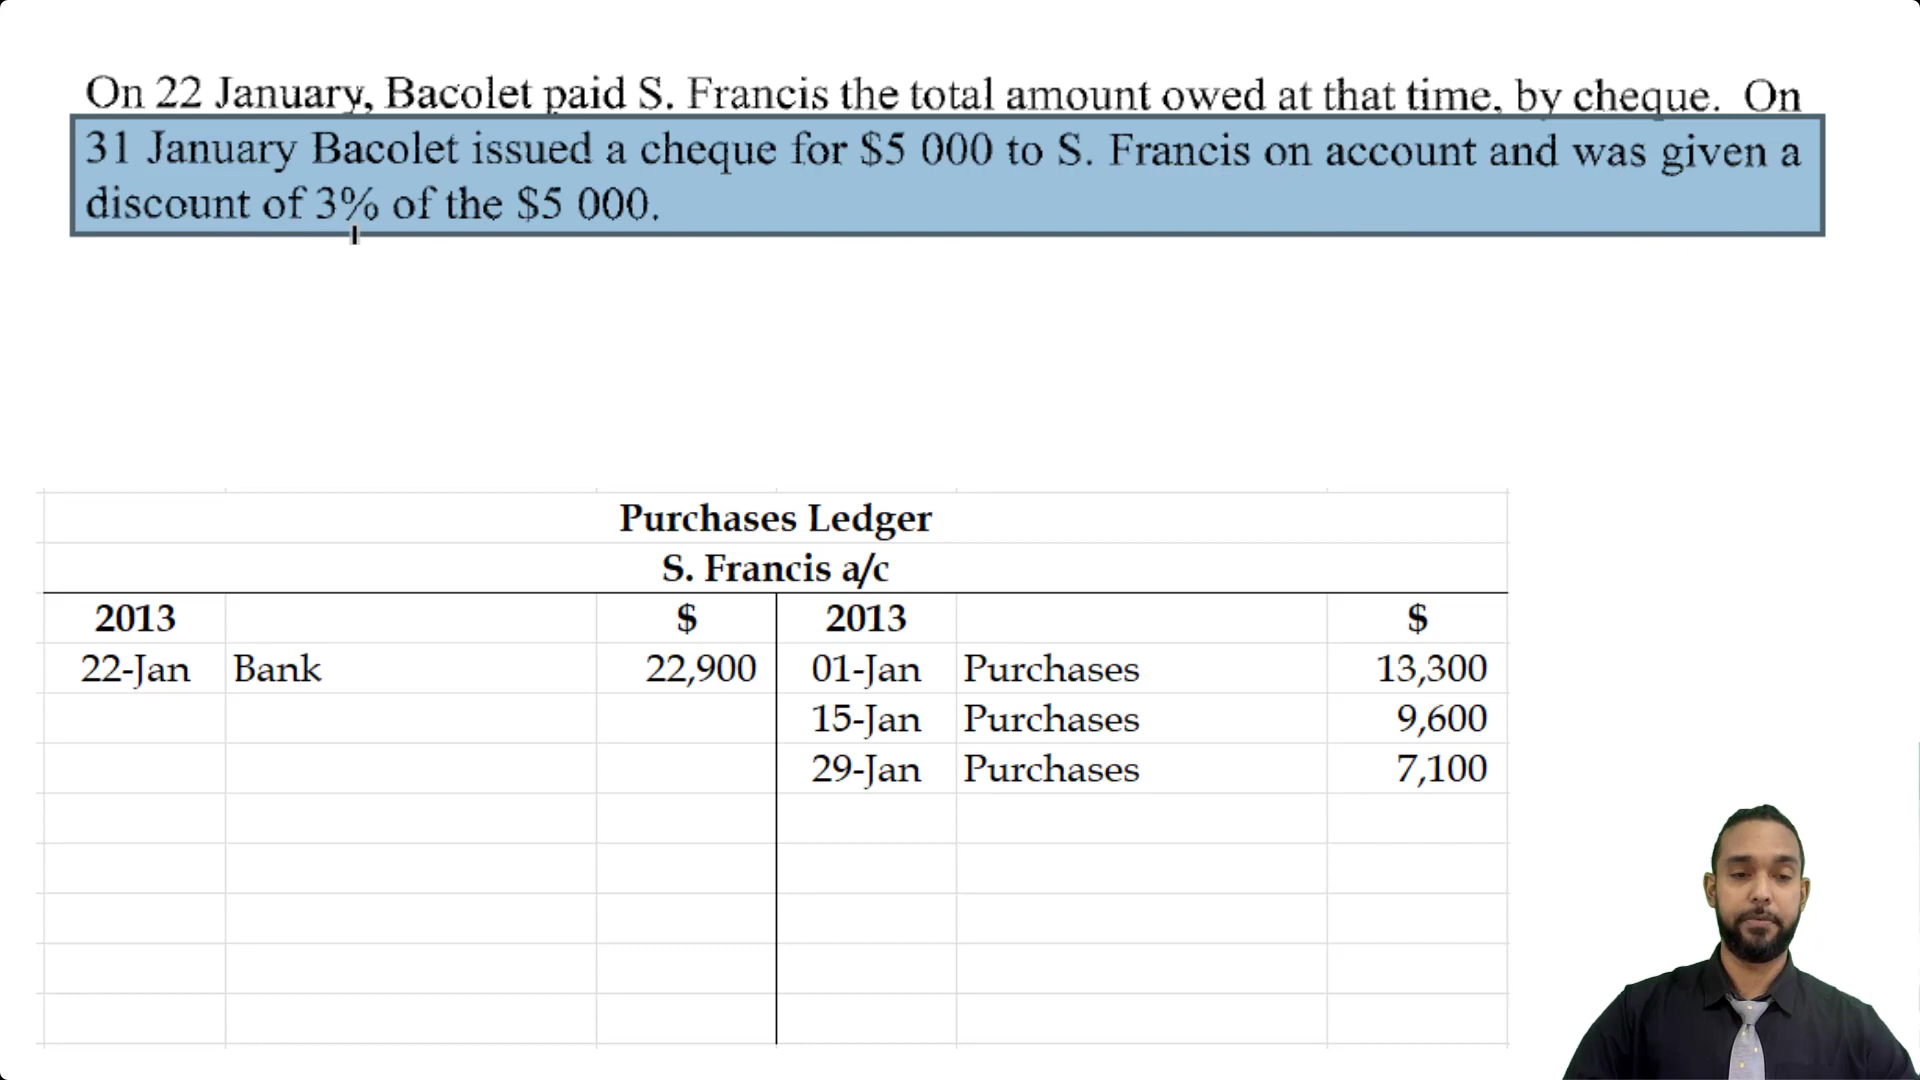 On 22 January, Bacolet paid S. Francis the total amount owed at that time, by cheque. On
31 January Bacolet issued a cheque for $5 000 to S. Francis on account and was given a
discount of 3% of the $5 000.
Purchases Ledger
S. Francis a/c
2013 $ 2013 $
22-Jan Bank 22,900 01-Jan Purchases 13,300
15-Jan Purchases 9,600
29-Jan Purchases 7,100